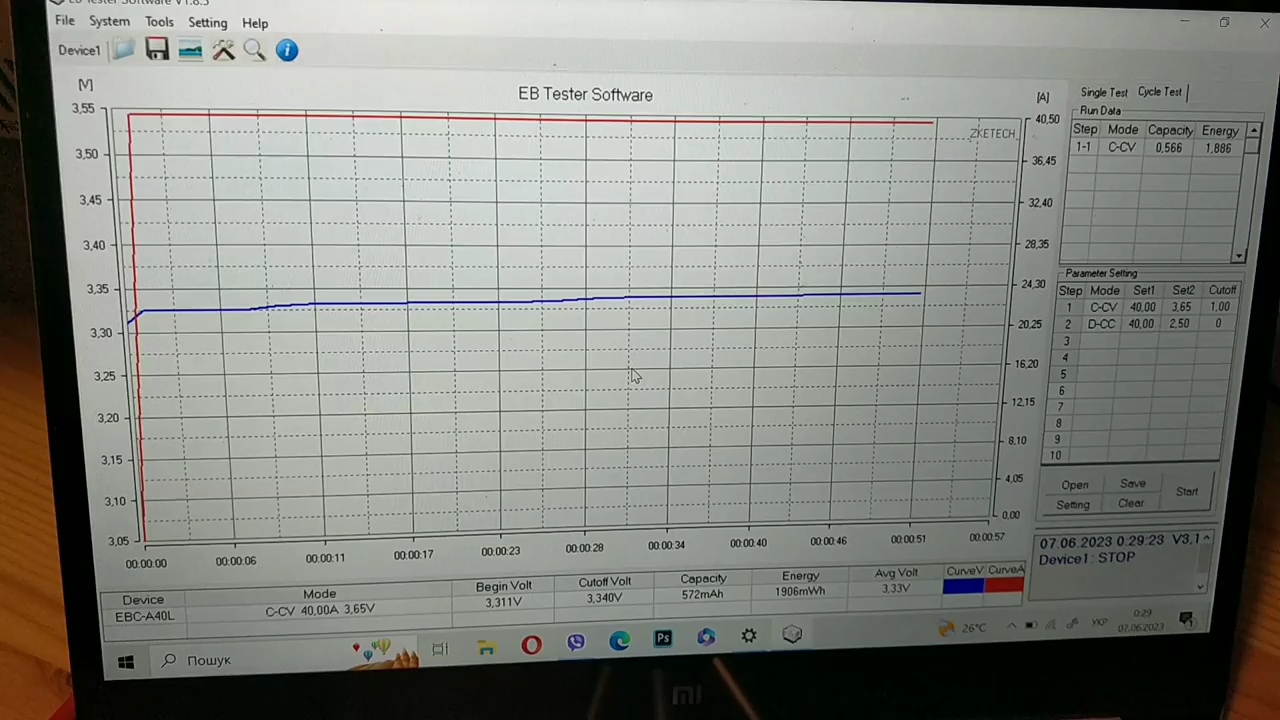 EB Tester Software V1.8.5
File System Tools Setting Help
Device1
[V]
EB Tester Software
[A]
ZKETECH
3,55
3,50
3,45
3,40
3,35
3,30
3,25
3,20
3,15
3,10
3,05
40,50
36,45
32,40
28,35
24,30
20,25
16,20
12,15
8,10
4,05
0,00
00:00:00 00:00:06 00:00:11 00:00:17 00:00:23 00:00:28 00:00:34 00:00:40 00:00:46 00:00:51 00:00:57
Single Test Cycle Test
Run Data
Step Mode Capacity Energy
1-1 C-CV 0,566 1,886
Parameter Setting
Step Mode Set1 Set2 Cutoff
1 C-CV 40,00 3,65 1,00
2 D-CC 40,00 2,50 0
3
4
5
6
7
8
9
10
Open Save Start
Setting Clear
07.06.2023 0:29:23 V3.1
Device1: STOP
Device Mode Begin Volt Cutoff Volt Capacity Energy Avg Volt CurveV CurveA
EBC-A40L C-CV 40,00A 3,65V 3,311V 3,340V 572mAh 1906mWh 3,33V
Пошук
Ps
26°C
УКР
0:29
07.06.2023
mi